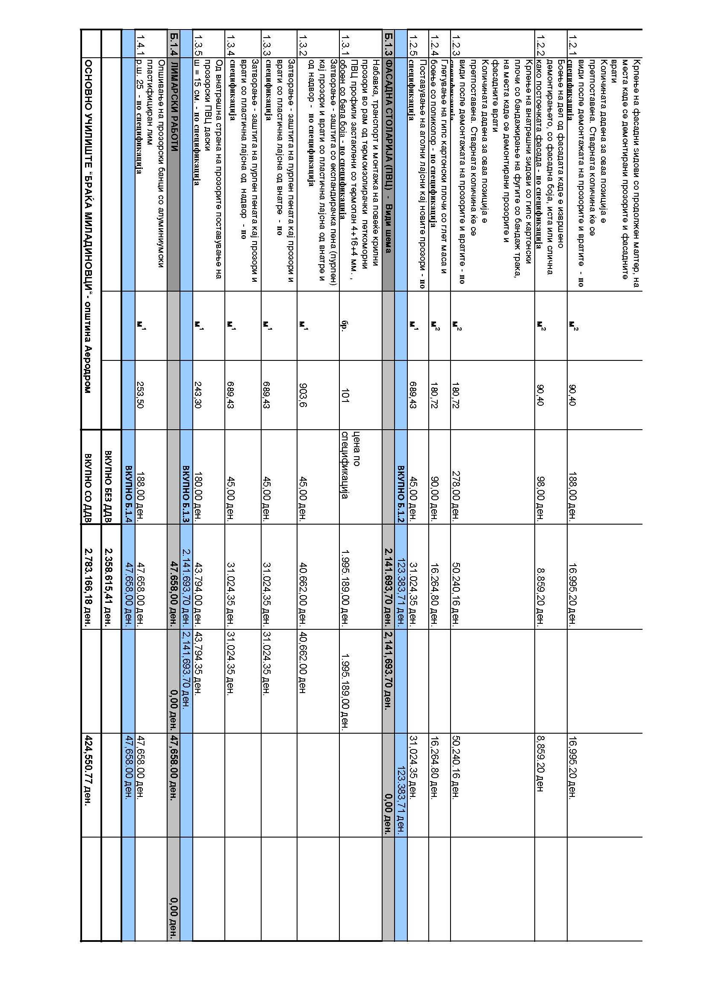 Крпење на фасадни ѕидови со продолжен малтер, на
места каде се демонтирани прозорите и фасадните
врати
Количината дадена за оваа позиција е
претпоставена. Стварната количина ќе се
види после демонтажата на прозорите и вратите - по
1.2.1 спецификација м² 90,40 188,00 ден. 16.995,20 ден. 16,995.20 ден.
Боење на дел од фасадата каде е извршено
демонтирањето, со фасадна боја, иста или слична
1.2.2 како постоечката фасада - по спецификација м² 90,40 98,00 ден. 8.859,20 ден. 8,859.20 ден
Крпење на внатрешни ѕидови со гипс картонски
плочи со бандажирање на фугите со бандаж трака,
на места каде се демонтирани прозорите и
фасадните врати
Количината дадена за оваа позиција е
претпоставена. Стварната количина ќе се
види после демонтажата на прозорите и вратите - по
1.2.3 спецификација м² 180,72 278,00 ден. 50.240,16 ден. 50,240.16 ден.
Глетување на гипс картонски плочи со глет маса и
1.2.4 боење со поликолор - по спецификација м² 180,72 90,00 ден. 16.264,80 ден. 16,264.80 ден.
Поставување на аголни лајсни кај новите прозори - по
1.2.5 спецификација м¹ 689,43 45,00 ден. 31.024,35 ден. 31,024.35 ден.
ВКУПНО Б.1.2 123.383,71 ден. 123.383,71 ден.
Б.1.3 ФАСАДНА СТОЛАРИЈА (ПВЦ) - Види шема 2.141.693,70 ден. 2,141,693.70 ден. 0,00 ден.
Набавка, транспорт и монтажа на повеќе крилни
прозори во рам од термоизолирачки петкоморни
ПВЦ профили застаклени со термопан 4+16+4 мм. , цена по
1.3.1 обоен со бела боја - по спецификација бр. 101 спецификација 1.995.189,00 ден. 1.995.189,00 ден.
Затворање - заштита со експандирачка пена (пурпен)
кај прозори и врати со пластична лајсна од внатре и
1.3.2 од надвор - по спецификација м¹ 903,6 45,00 ден. 40.662,00 ден. 40,662.00 ден
Затворање - заштита на пурпен пената кај прозори и
врати со пластична лајсна од внатре - по
1.3.3 спецификација м¹ 689,43 45,00 ден. 31.024,35 ден. 31.024.35 ден.
Затворање - заштита на пурпен пената кај прозори и
врати со пластична лајсна од надвор - по
1.3.4 спецификација м¹ 689,43 45,00 ден. 31.024,35 ден. 31,024.35 ден.
Од внатрешна страна на прозорите поставување на
прозорски ПВЦ даски
1.3.5 ш = 15 см. - по спецификација м¹ 243,30 180,00 ден. 43.794,00 ден. 43,794.35 ден.
ВКУПНО Б.1.3 2.141.693,70 ден. 2,141,693.70 ден.
Б.1.4 ЛИМАРСКИ РАБОТИ 47.658,00 ден. 0,00 ден. 47,658.00 ден. 0,00 ден.
Опшивање на прозорски банци со алуминиумски
пластифициран лим
1.4.1 р.ш. 25 - по спецификација м¹ 253,50 188,00 ден. 47.658,00 ден. 47,658.00 ден.
ВКУПНО Б.1.4 47.658,00 ден. 47,658.00 ден.
ВКУПНО БЕЗ ДДВ 2.358.615,41 ден.
ОСНОВНО УЧИЛИШТЕ “БРАЌА МИЛАДИНОВЦИ“- општина Аеродром ВКУПНО СО ДДВ 2.783.166,18 ден. 424,550.77 ден.